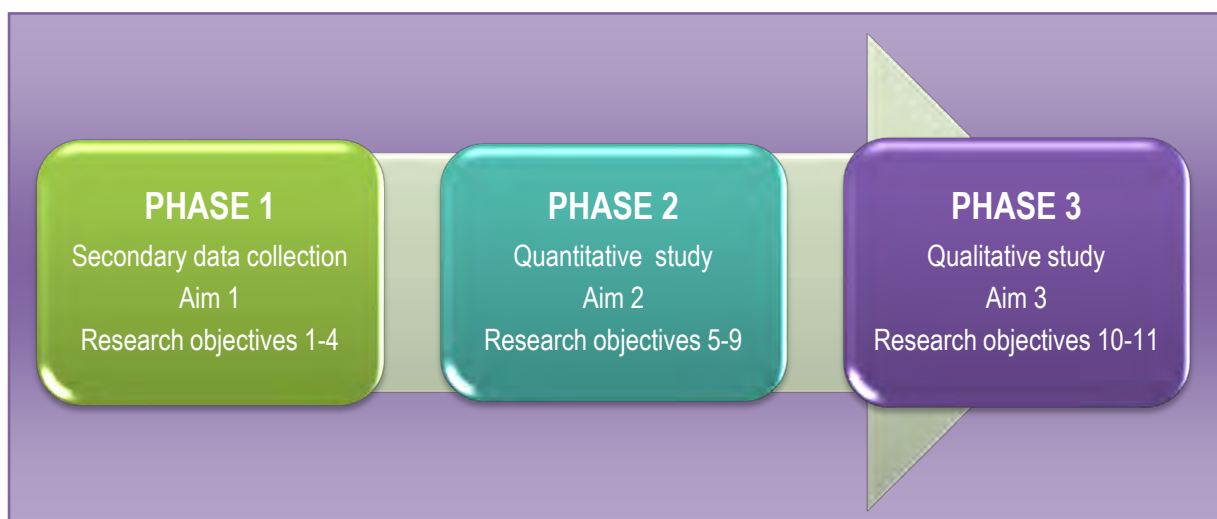 PHASE 1
Secondary data collection
Aim 1
Research objectives 1-4
PHASE 2
Quantitative study
Aim 2
Research objectives 5-9
PHASE 3
Qualitative study
Aim 3
Research objectives 10-11